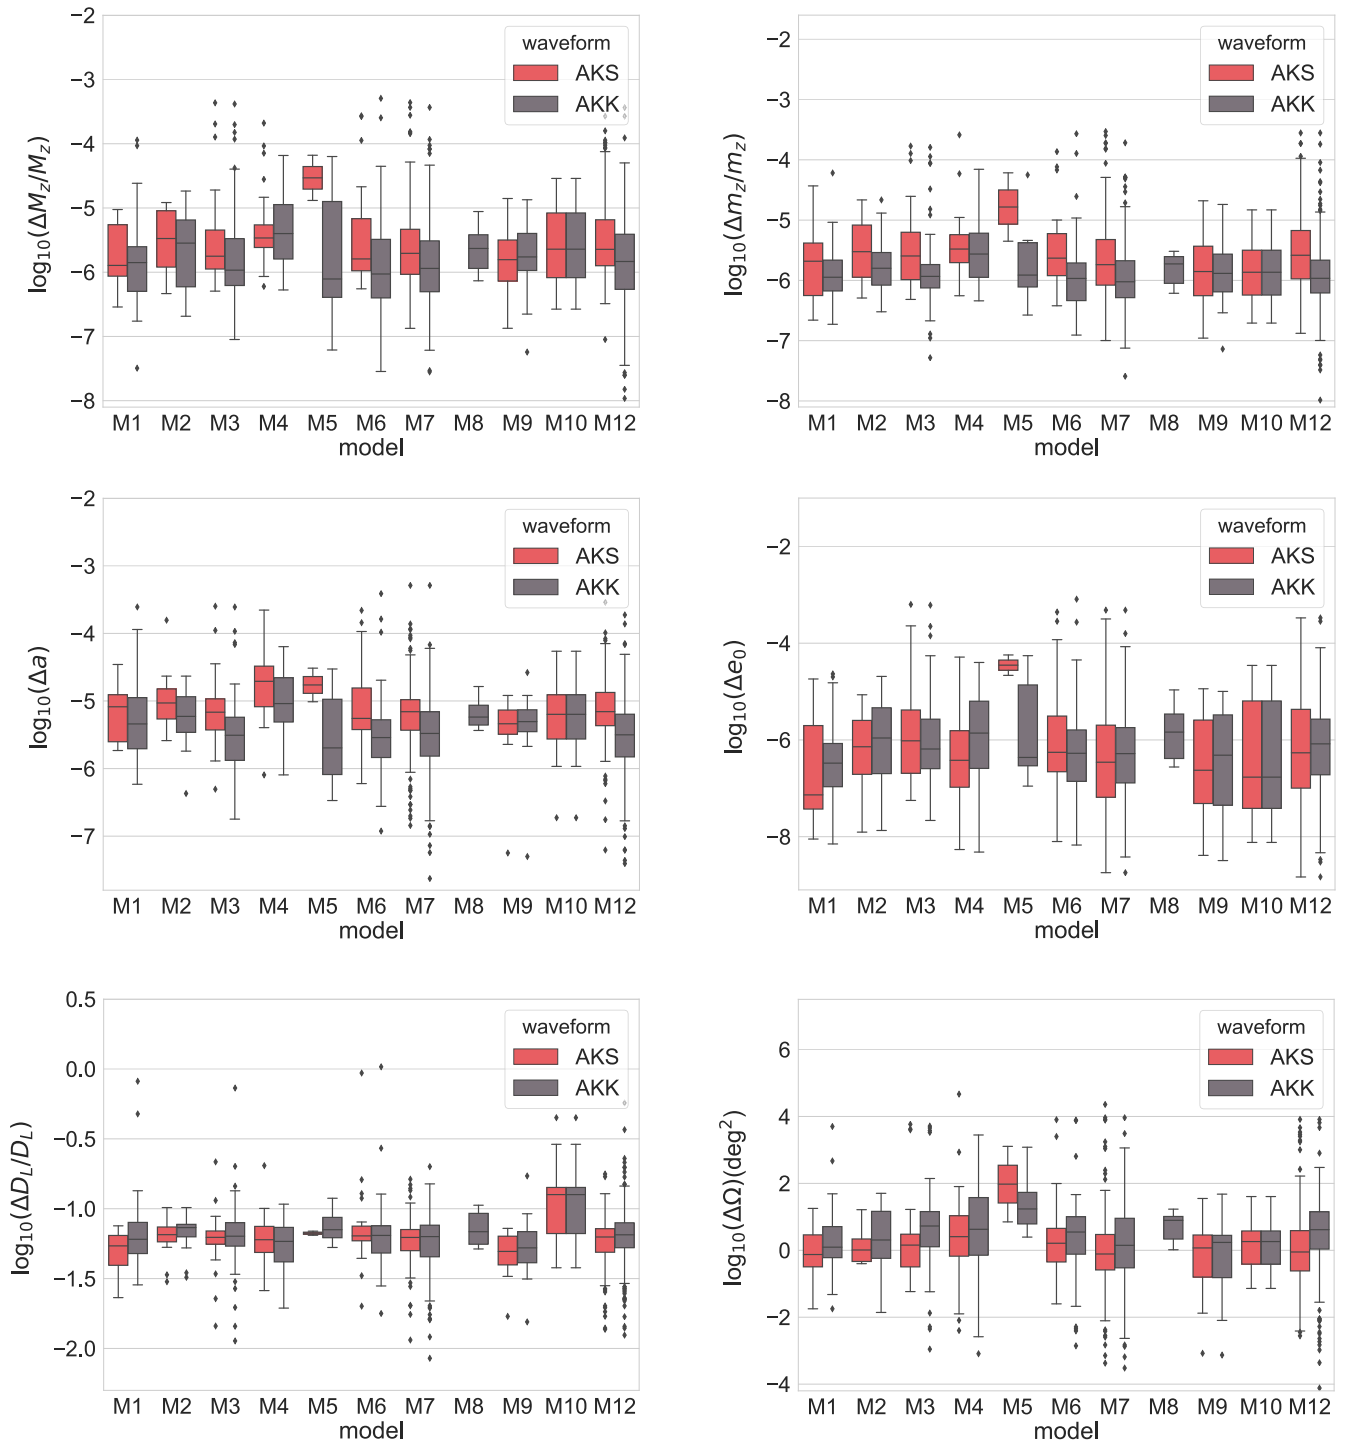 −2
−3
−4
−5
−6
−7
−8
log₁₀(ΔM_z/M_z)
waveform
AKS
AKK
M1 M2 M3 M4 M5 M6 M7 M8 M9 M10 M12
model
−2
−3
−4
−5
−6
−7
−8
log₁₀(Δm_z/m_z)
waveform
AKS
AKK
M1 M2 M3 M4 M5 M6 M7 M8 M9 M10 M12
model
−2
−3
−4
−5
−6
−7
log₁₀(Δa)
waveform
AKS
AKK
M1 M2 M3 M4 M5 M6 M7 M8 M9 M10 M12
model
−2
−4
−6
−8
log₁₀(Δe₀)
waveform
AKS
AKK
M1 M2 M3 M4 M5 M6 M7 M8 M9 M10 M12
model
0.5
0.0
−0.5
−1.0
−1.5
−2.0
log₁₀(ΔD_L/D_L)
waveform
AKS
AKK
M1 M2 M3 M4 M5 M6 M7 M8 M9 M10 M12
model
6
4
2
0
−2
−4
log₁₀(ΔΩ)(deg²)
waveform
AKS
AKK
M1 M2 M3 M4 M5 M6 M7 M8 M9 M10 M12
model